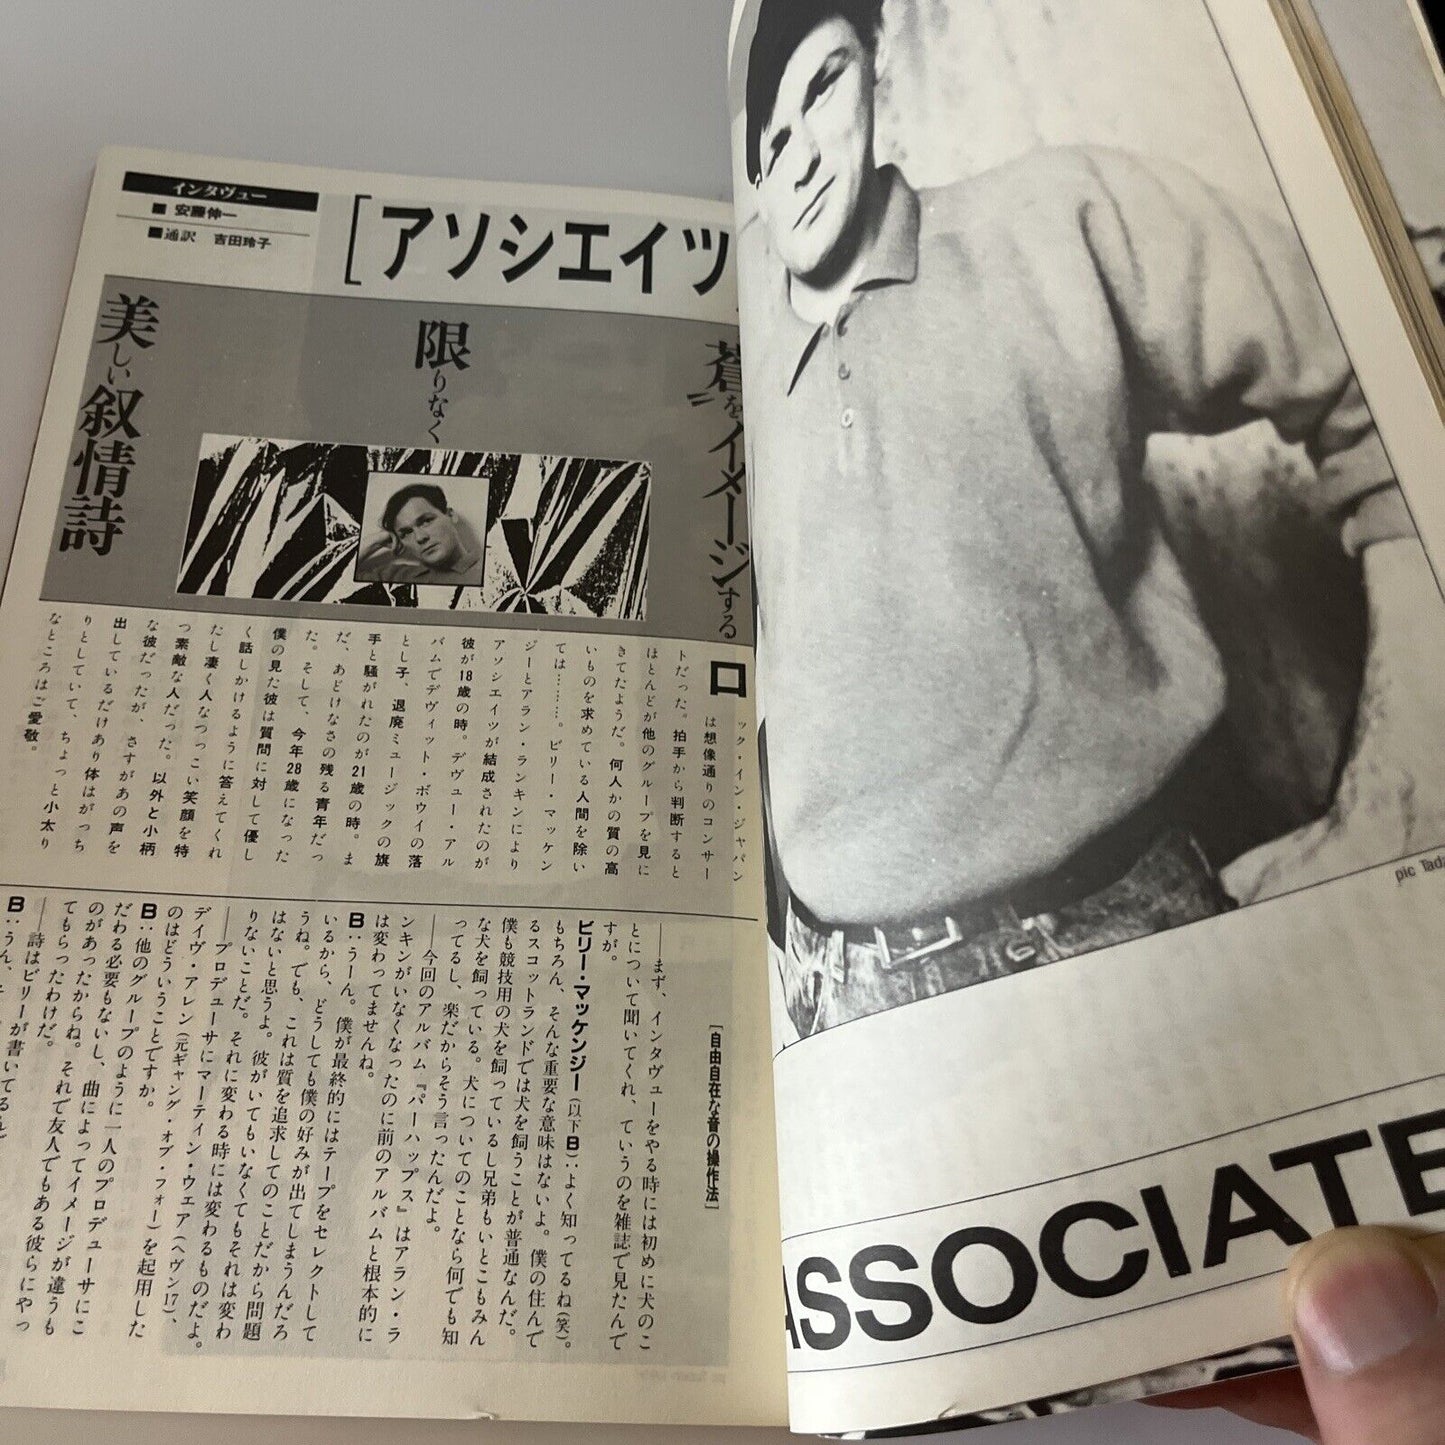 インタヴュー
■ 安藤伸一
■通訳 吉田玲子
[アソシエイツ
蒼をイメージする
限りなく
美しい叙情詩
ロック・イン・ジャパン
は想像通りのコンサー
トだった。拍手から判断すると
ほとんどが他のグループを見に
きてたようだ。何人かの質の高
いものを求めている人間を除い
ては………。ビリー・マッケン
ジーとアラン・ランキンにより
アソシエイツが結成されたのが
彼が18歳の時。デヴュー・アル
バムでデヴィット・ボウイの落
とし子、退廃ミュージックの旗
手と騒がれたのが21歳の時。ま
だ、あどけなさの残る青年だっ
た。そして、今年28歳になった
僕の見た彼は質問に対して優し
く話しかけるように答えてくれ
たし凄く人なつっこい笑顔を持
つ素敵な人だった。以外と小柄
な彼だったが、さすがあの声を
出しているだけあり体はがっち
りとしていて、ちょっと小太り
なところはご愛敬。
[自由自在な音の操作法]
——まず、インタヴューをやる時には初めに犬のこ
とについて聞いてくれ、ていうのを雑誌で見たんで
すが。
ビリー・マッケンジー(以下B):よく知ってるね(笑)。
もちろん、そんな重要な意味はないよ。僕の住んで
るスコットランドでは犬を飼うことが普通なんだ。
僕も競技用の犬を飼っているし兄弟もいとこもみん
な犬を飼っている。犬についてのことなら何でも知
ってるし、楽だからそう言ったんだよ。
——今回のアルバム『パーハップス』はアラン・ラ
ンキンがいなくなったのに前のアルバムと根本的に
は変わってませんね。
B:うーん。僕が最終的にはテープをセレクトして
いるから、どうしても僕の好みが出てしまうんだろ
うね。でも、これは質を追求してのことだから問題
はないと思うよ。彼がいてもいなくてもそれは変わ
りないことだ。それに変わる時には変わるものだよ。
——プロデューサにマーティン・ウェア(ヘヴン17)、
デイヴ・アレン(元ギャング・オブ・フォー)を起用した
のはどういうことですか。
B:他のグループのように一人のプロデューサにこ
だわる必要もないし、曲によってイメージが違うも
のがあったからね。それで友人でもある彼らにやっ
てもらったわけだ。
——詩はビリーが書いてるんで
B:うん、そ
pic Tada
ASSOCIATE